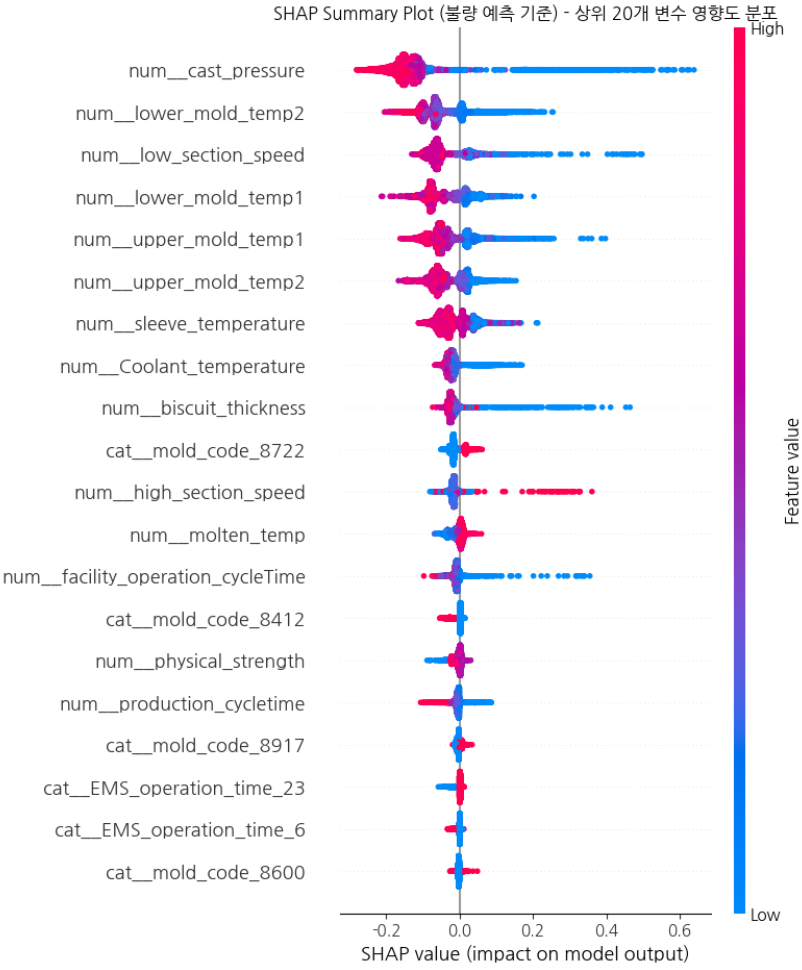 SHAP Summary Plot (불량 예측 기준) - 상위 20개 변수 영향도 분포
High
num__cast_pressure
num__lower_mold_temp2
num__low_section_speed
num__lower_mold_temp1
num__upper_mold_temp1
num__upper_mold_temp2
num__sleeve_temperature
num__Coolant_temperature
num__biscuit_thickness
cat__mold_code_8722
num__high_section_speed
num__molten_temp
num__facility_operation_cycleTime
cat__mold_code_8412
num__physical_strength
num__production_cycletime
cat__mold_code_8917
cat__EMS_operation_time_23
cat__EMS_operation_time_6
cat__mold_code_8600
Feature value
Low
-0.2 0.0 0.2 0.4 0.6
SHAP value (impact on model output)